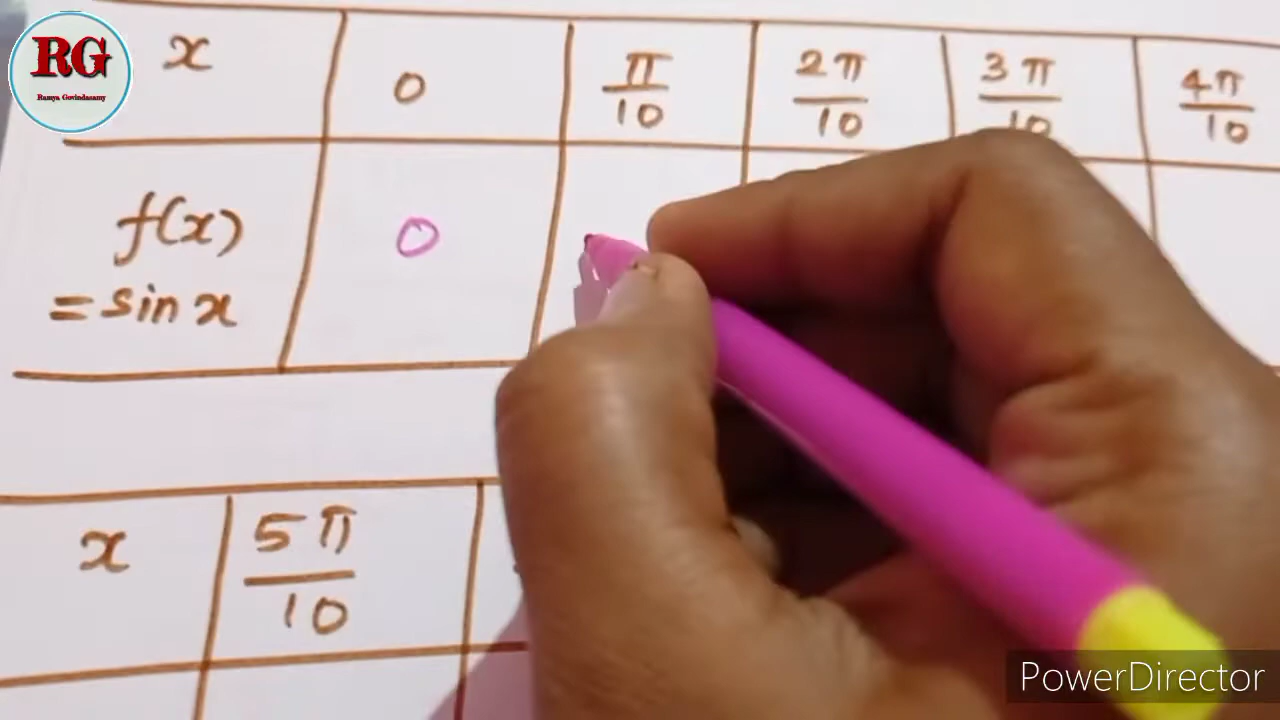 RG
Ramya Govindasamy
x 0 π/10 2π/10 3π/10 4π/10
f(x) 0
= sin x
x 5π/10
PowerDirector